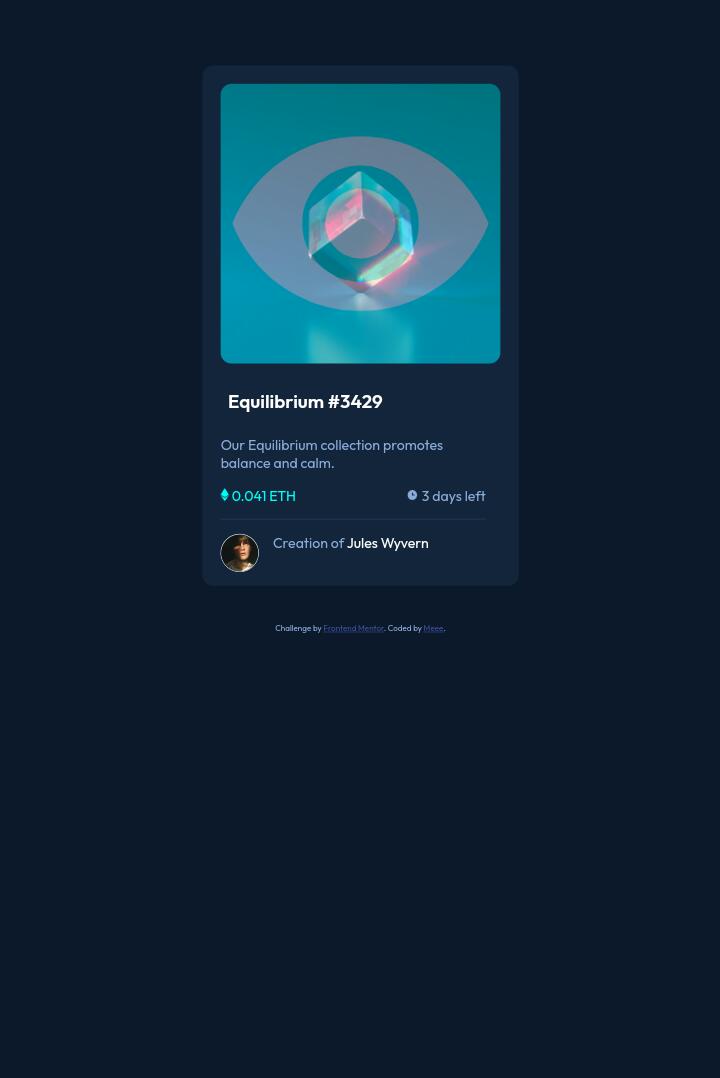 Equilibrium #3429
Our Equilibrium collection promotes
balance and calm.
0.041 ETH
3 days left
Creation of Jules Wyvern
Challenge by Frontend Mentor. Coded by Meee.